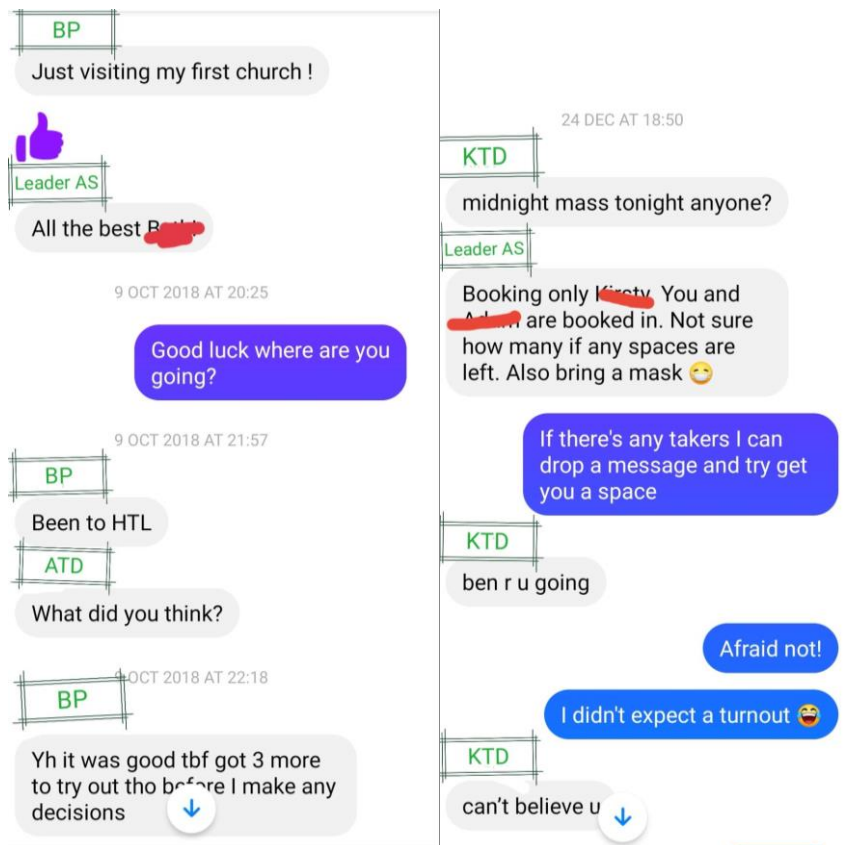 BP
Just visiting my first church !
Leader AS
All the best
9 OCT 2018 AT 20:25
Good luck where are you
going?
9 OCT 2018 AT 21:57
BP
Been to HTL
ATD
What did you think?
OCT 2018 AT 22:18
BP
Yh it was good tbf got 3 more
to try out tho before I make any
decisions
24 DEC AT 18:50
KTD
midnight mass tonight anyone?
Leader AS
Booking only You and
are booked in. Not sure
how many if any spaces are
left. Also bring a mask 😷
If there's any takers I can
drop a message and try get
you a space
KTD
ben r u going
Afraid not!
I didn't expect a turnout 😂
KTD
can't believe u